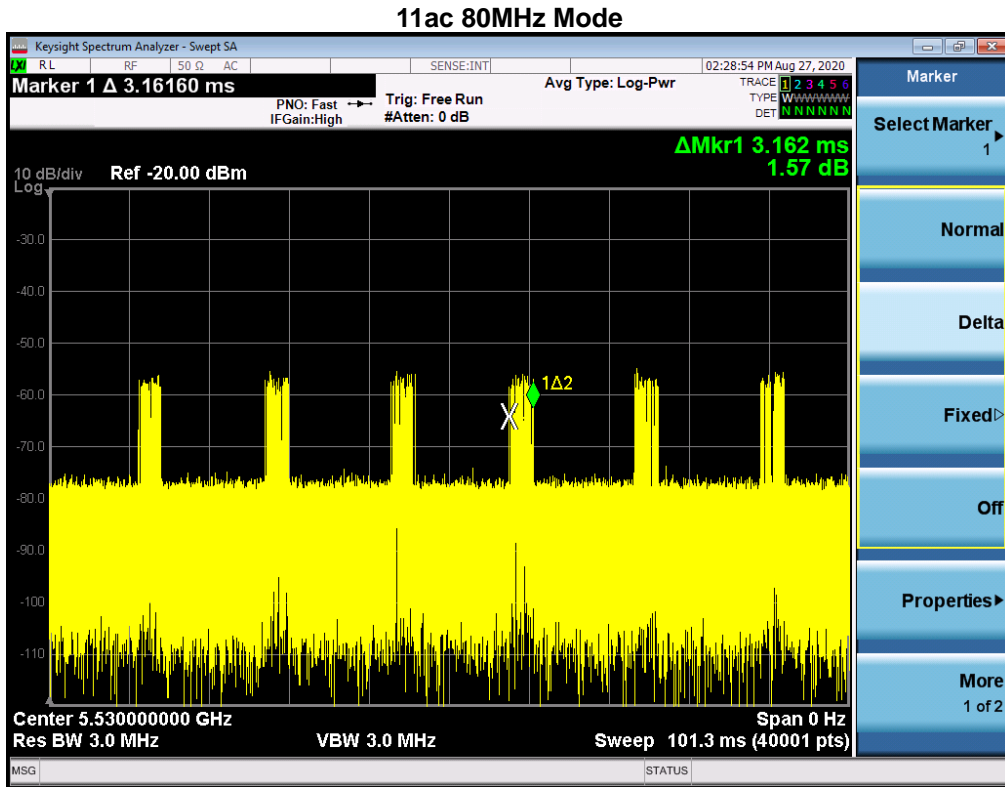 11ac 80MHz Mode
Keysight Spectrum Analyzer - Swept SA
LXI RL RF 50 Ω AC SENSE:INT 02:28:54 PM Aug 27, 2020
Marker 1 Δ 3.16160 ms
PNO: Fast
IFGain:High
Trig: Free Run
#Atten: 0 dB
Avg Type: Log-Pwr
TRACE 1 2 3 4 5 6
TYPE WWWWWW
DET N N N N N N
ΔMkr1 3.162 ms
1.57 dB
10 dB/div Ref -20.00 dBm
Log
-30.0
-40.0
-50.0
-60.0
-70.0
-80.0
-90.0
-100
-110
1Δ2
X
Center 5.530000000 GHz
Span 0 Hz
Res BW 3.0 MHz VBW 3.0 MHz Sweep 101.3 ms (40001 pts)
MSG STATUS
Marker
Select Marker
1
Normal
Delta
Fixed
Off
Properties
More
1 of 2